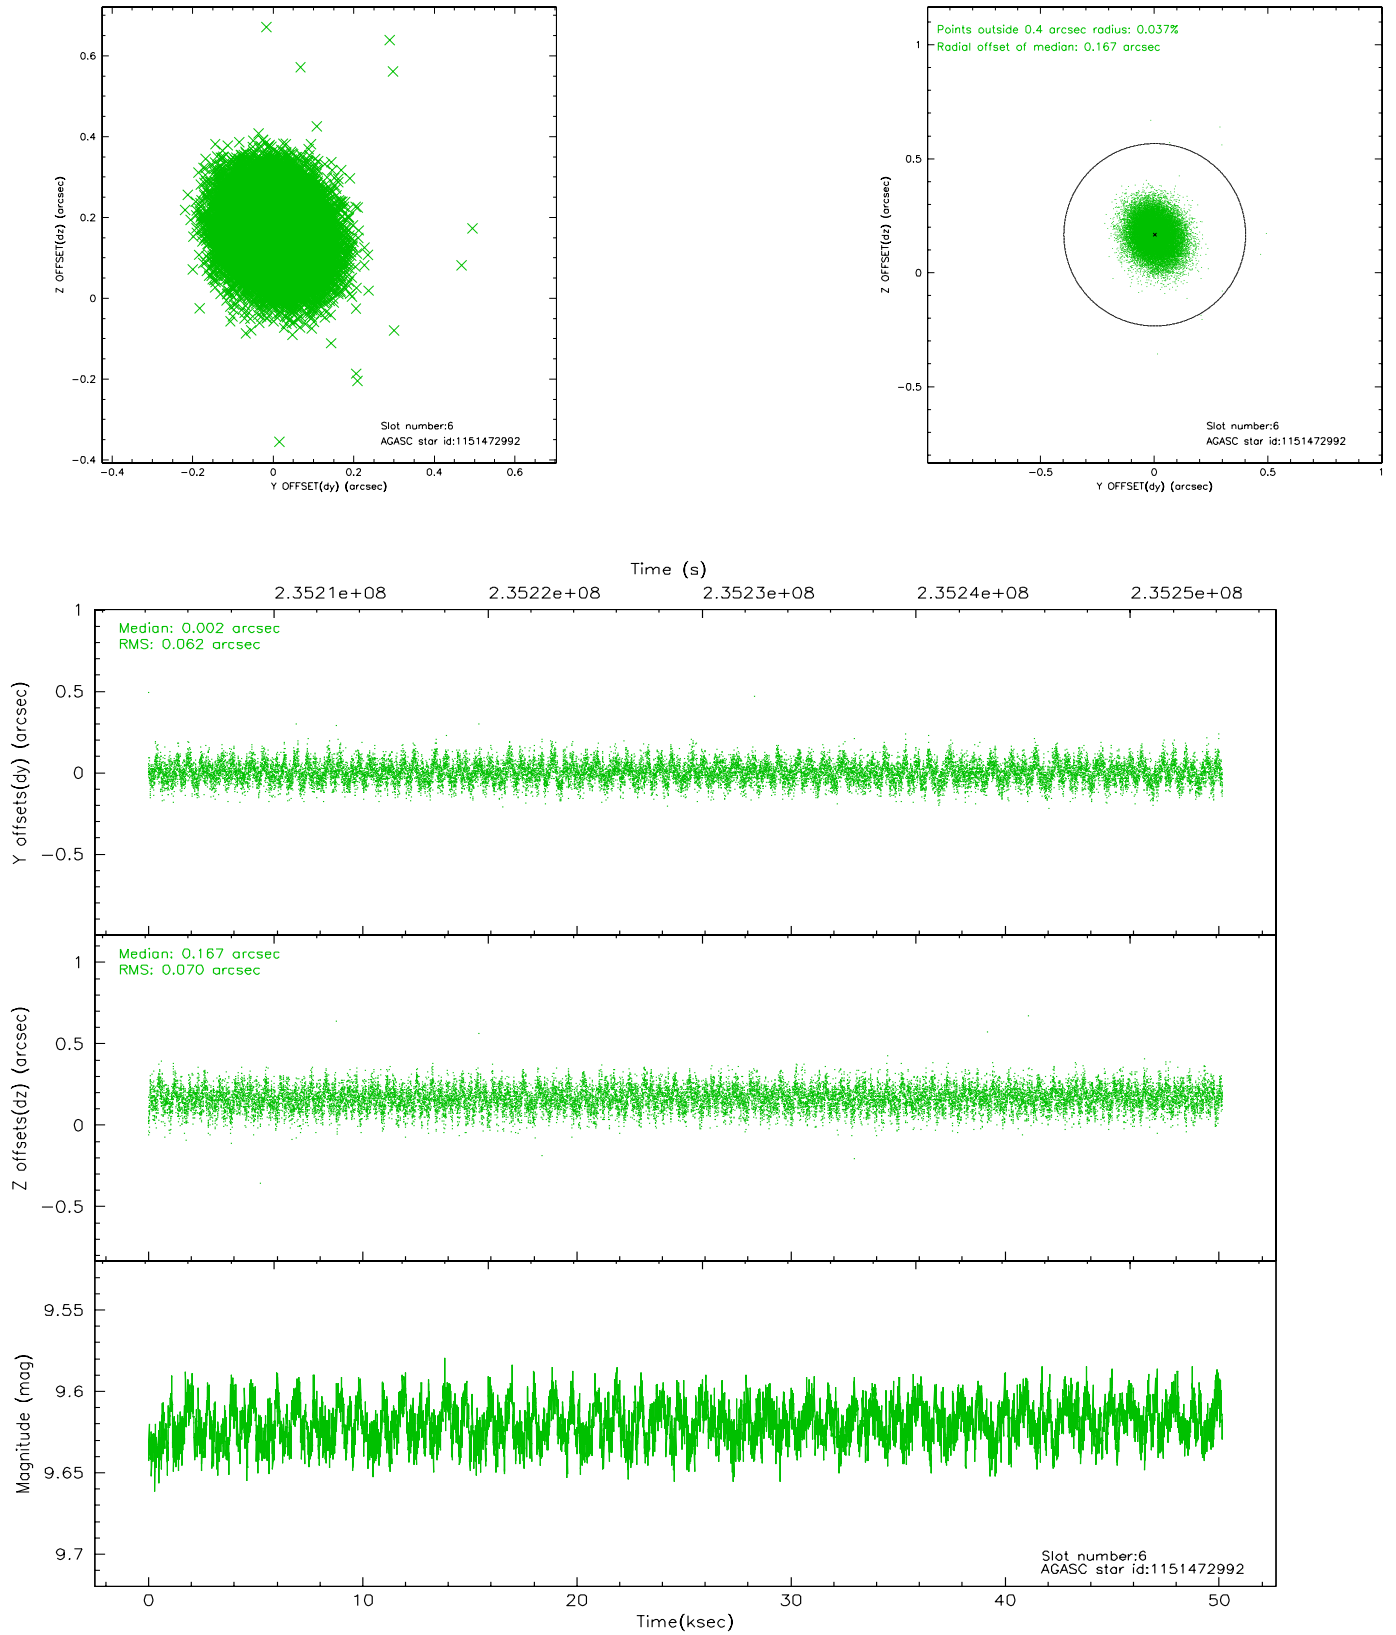 0.6
0.4
0.2
0
−0.2
−0.4
Z OFFSET(dz) (arcsec)
Slot number:6
AGASC star id:1151472992
−0.4 −0.2 0 0.2 0.4 0.6
Y OFFSET(dy) (arcsec)
Points outside 0.4 arcsec radius: 0.037%
Radial offset of median: 0.167 arcsec
1
0.5
0
−0.5
Z OFFSET(dz) (arcsec)
Slot number:6
AGASC star id:1151472992
−0.5 0 0.5 1
Y OFFSET(dy) (arcsec)
Time (s)
2.3521e+08 2.3522e+08 2.3523e+08 2.3524e+08 2.3525e+08
Median: 0.002 arcsec
RMS: 0.062 arcsec
1
0.5
0
−0.5
Y offsets(dy) (arcsec)
Median: 0.167 arcsec
RMS: 0.070 arcsec
1
0.5
0
−0.5
Z offsets(dz) (arcsec)
9.55
9.6
9.65
9.7
Magnitude (mag)
Slot number:6
AGASC star id:1151472992
0 10 20 30 40 50
Time(ksec)